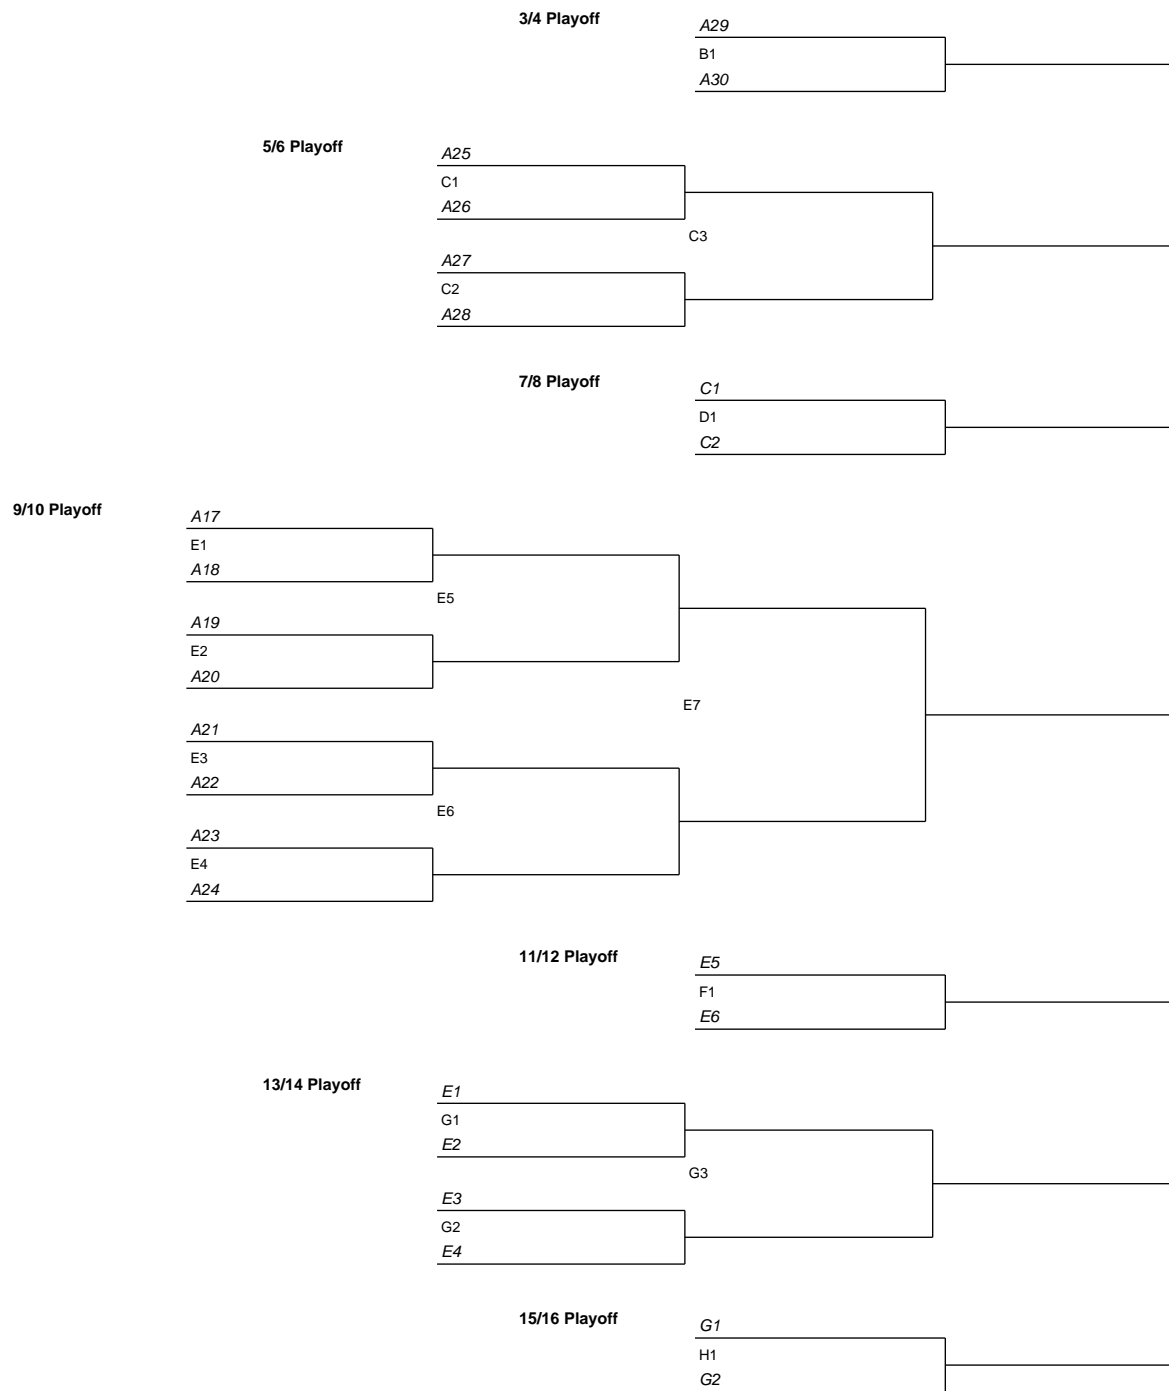 3/4 Playoff
A29
B1
A30
5/6 Playoff
A25
C1
A26
C3
A27
C2
A28
7/8 Playoff
C1
D1
C2
9/10 Playoff
A17
E1
A18
E5
A19
E2
A20
E7
A21
E3
A22
E6
A23
E4
A24
11/12 Playoff
E5
F1
E6
13/14 Playoff
E1
G1
E2
G3
E3
G2
E4
15/16 Playoff
G1
H1
G2